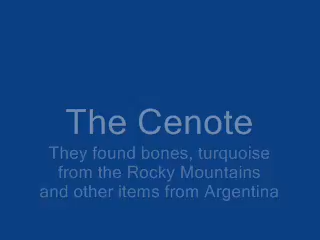 The Cenote
They found bones, turquoise
from the Rocky Mountains
and other items from Argentina